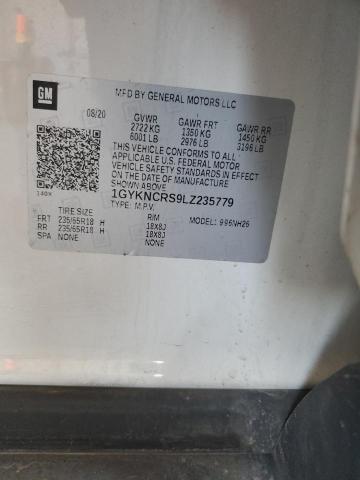 GM
MFD BY GENERAL MOTORS LLC
08/20 GVWR GAWR FRT GAWR RR
2722 KG 1350 KG 1450 KG
6001 LB 2976 LB 3196 LB
THIS VEHICLE CONFORMS TO ALL
APPLICABLE U.S. FEDERAL MOTOR
VEHICLE SAFETY STANDARDS IN EFFECT
ON THE DATE OF MANUFACTURE
SHOWN ABOVE
1GYKNCRS9LZ235779
TYPE: M.P.V.
TIRE SIZE RIM MODEL:
FRT 235/65R18 H 18X8J
RR 235/65R18 H 18X8J
SPA NONE NONE